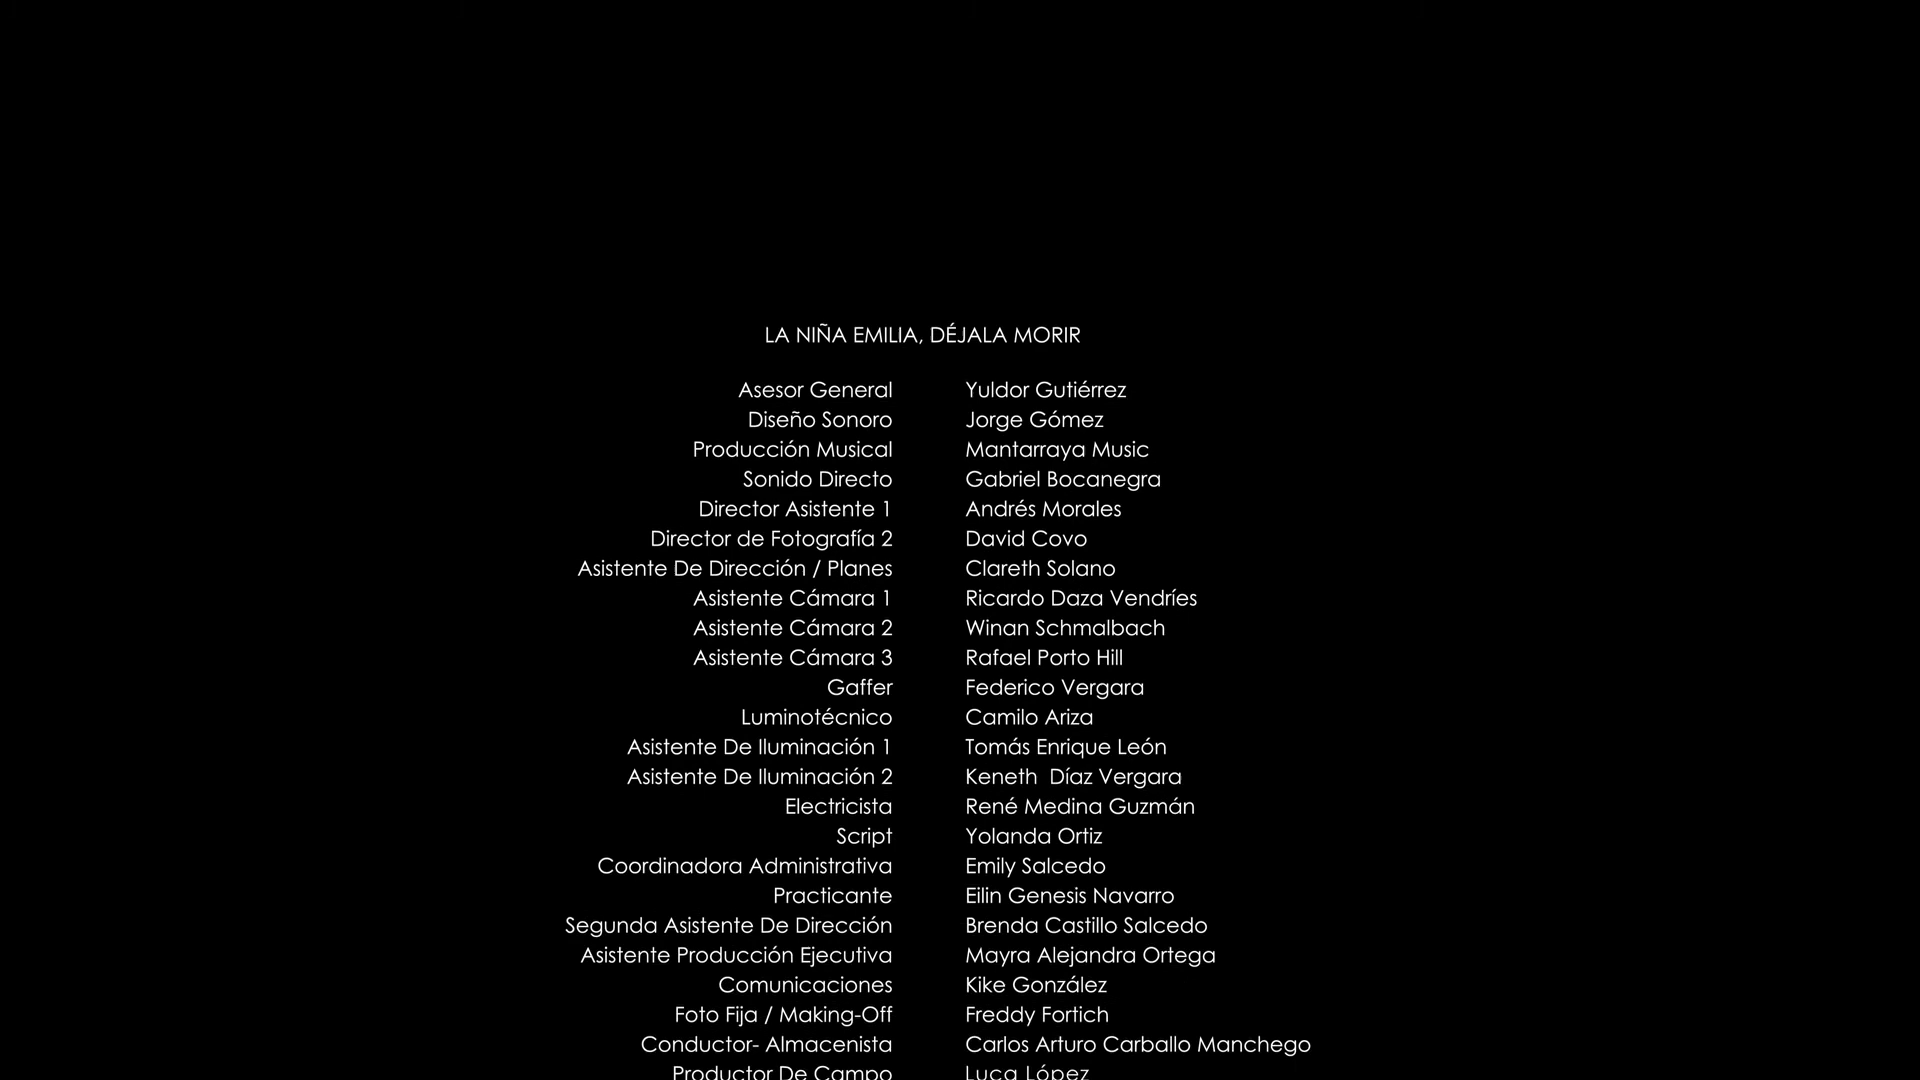 LA NIÑA EMILIA, DÉJALA MORIR
Asesor General Yuldor Gutiérrez
Diseño Sonoro Jorge Gómez
Producción Musical Mantarraya Music
Sonido Directo Gabriel Bocanegra
Director Asistente 1 Andrés Morales
Director de Fotografía 2 David Covo
Asistente De Dirección / Planes Clareth Solano
Asistente Cámara 1 Ricardo Daza Vendríes
Asistente Cámara 2 Winan Schmalbach
Asistente Cámara 3 Rafael Porto Hill
Gaffer Federico Vergara
Luminotécnico Camilo Ariza
Asistente De Iluminación 1 Tomás Enrique León
Asistente De Iluminación 2 Keneth  Díaz Vergara
Electricista René Medina Guzmán
Script Yolanda Ortiz
Coordinadora Administrativa Emily Salcedo
Practicante Eilin Genesis Navarro
Segunda Asistente De Dirección Brenda Castillo Salcedo
Asistente Producción Ejecutiva Mayra Alejandra Ortega
Comunicaciones Kike González
Foto Fija / Making-Off Freddy Fortich
Conductor- Almacenista Carlos Arturo Carballo Manchego
Productor De Campo Luca López